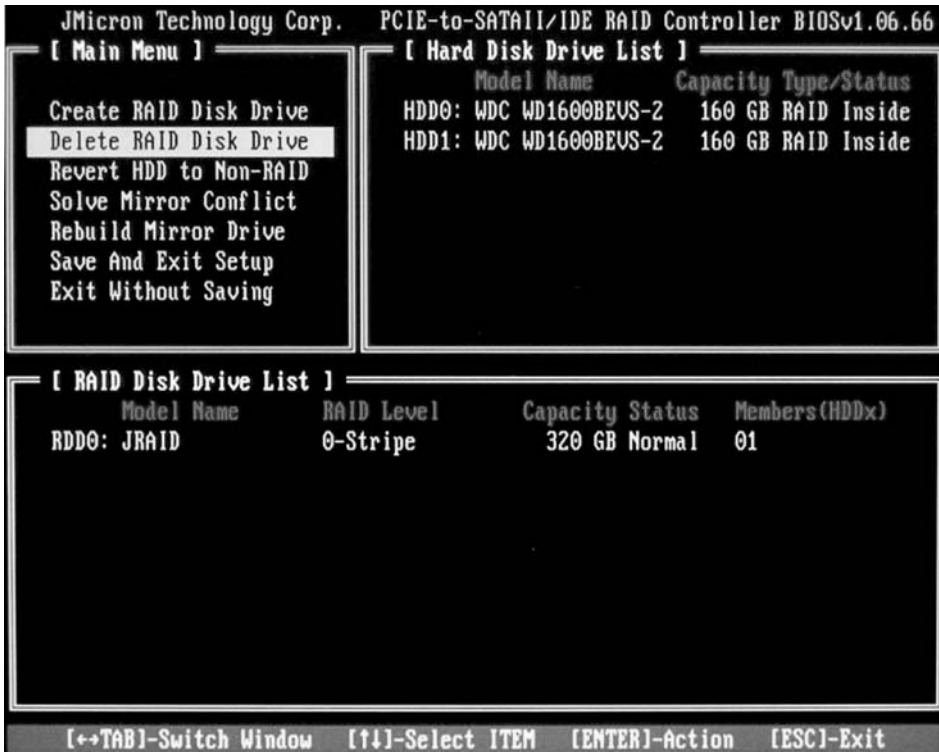 JMicron Technology Corp. PCIE-to-SATAII/IDE RAID Controller BIOSv1.06.66
[ Main Menu ]
Create RAID Disk Drive
Delete RAID Disk Drive
Revert HDD to Non-RAID
Solve Mirror Conflict
Rebuild Mirror Drive
Save And Exit Setup
Exit Without Saving
[ Hard Disk Drive List ]
Model Name Capacity Type/Status
HDD0: WDC WD1600BEVS-2 160 GB RAID Inside
HDD1: WDC WD1600BEVS-2 160 GB RAID Inside
[ RAID Disk Drive List ]
Model Name RAID Level Capacity Status Members(HDDx)
RDD0: JRAID 0-Stripe 320 GB Normal 01
[←→TAB]-Switch Window [↑↓]-Select ITEM [ENTER]-Action [ESC]-Exit